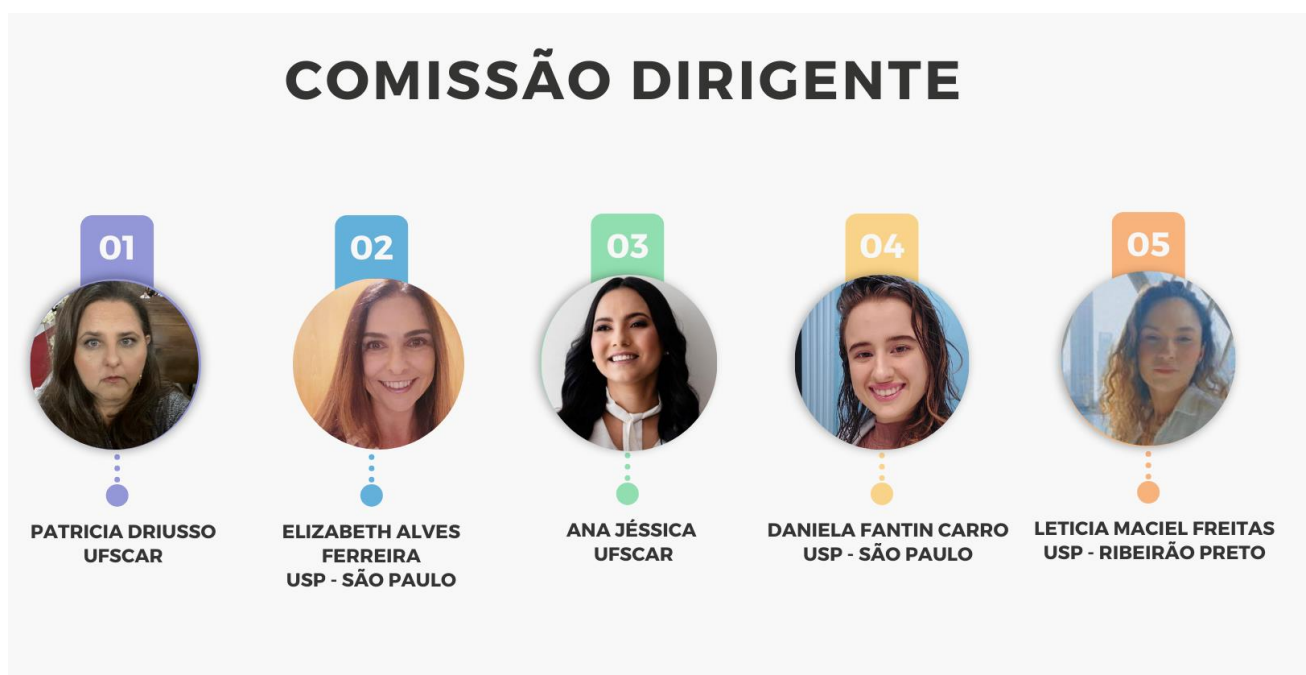 COMISSÃO DIRIGENTE
01
02
03
04
05
PATRICIA DRIUSSO
UFSCAR
ELIZABETH ALVES
FERREIRA
USP - SÃO PAULO
ANA JÉSSICA
UFSCAR
DANIELA FANTIN CARRO
USP - SÃO PAULO
LETICIA MACIEL FREITAS
USP - RIBEIRÃO PRETO